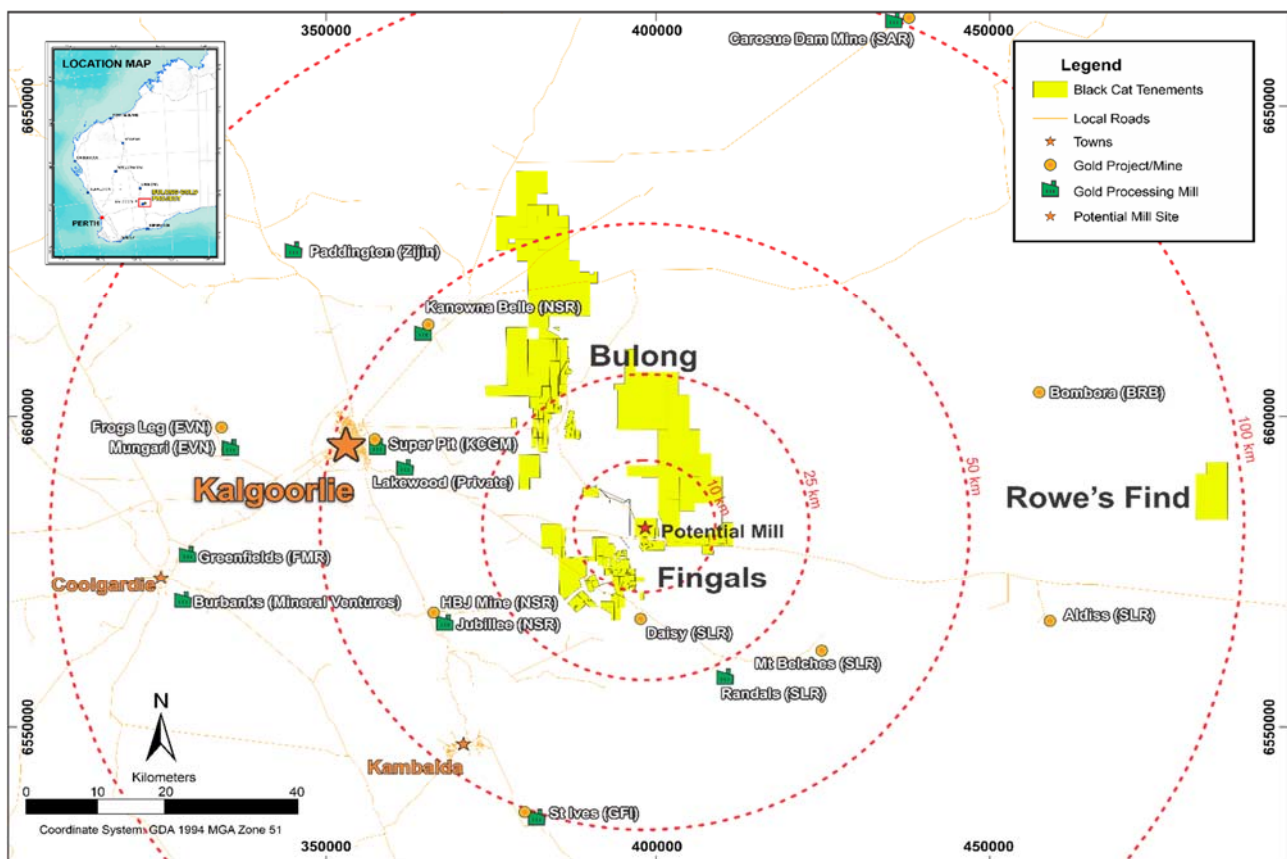 350000
400000
450000
LOCATION MAP
PERTH
Carosue Dam Mine (SAR)
Legend
Black Cat Tenements
Local Roads
Towns
Gold Project/Mine
Gold Processing Mill
Potential Mill Site
6650000
6650000
Paddington (Zijin)
Kanowna Belle (NSR)
Bulong
Bombora (BRB)
6600000
6600000
Frogs Leg (EVN)
Mungari (EVN)
Super Pit (KCGM)
Lakewood (Private)
Kalgoorlie
10 km
25 km
50 km
100 km
Rowe's Find
Potential Mill
Greenfields (FMR)
Coolgardie
Fingals
Burbanks (Mineral Ventures)
HBJ Mine (NSR)
Jubillee (NSR)
Daisy (SLR)
Aldiss (SLR)
Mt Belches (SLR)
Randals (SLR)
6550000
6550000
N
Kilometers
0 10 20 40
Kambalda
St Ives (GFI)
Coordinate System: GDA 1994 MGA Zone 51
350000
400000
450000